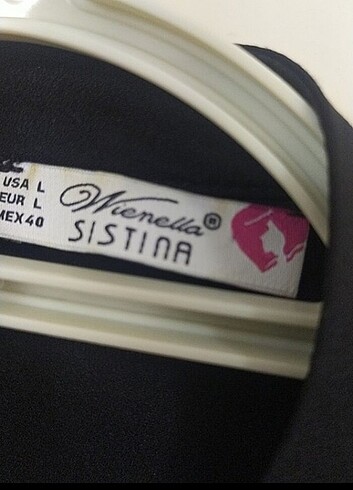 USA L
EUR L
MEX 40
Wienella®
SISTINA